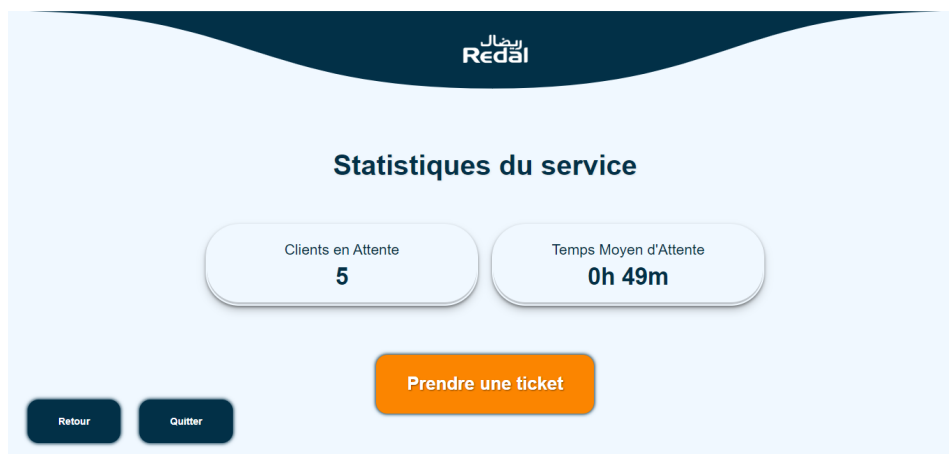 ريضال
Redal
Statistiques du service
Clients en Attente
5
Temps Moyen d'Attente
0h 49m
Prendre une ticket
Retour
Quitter